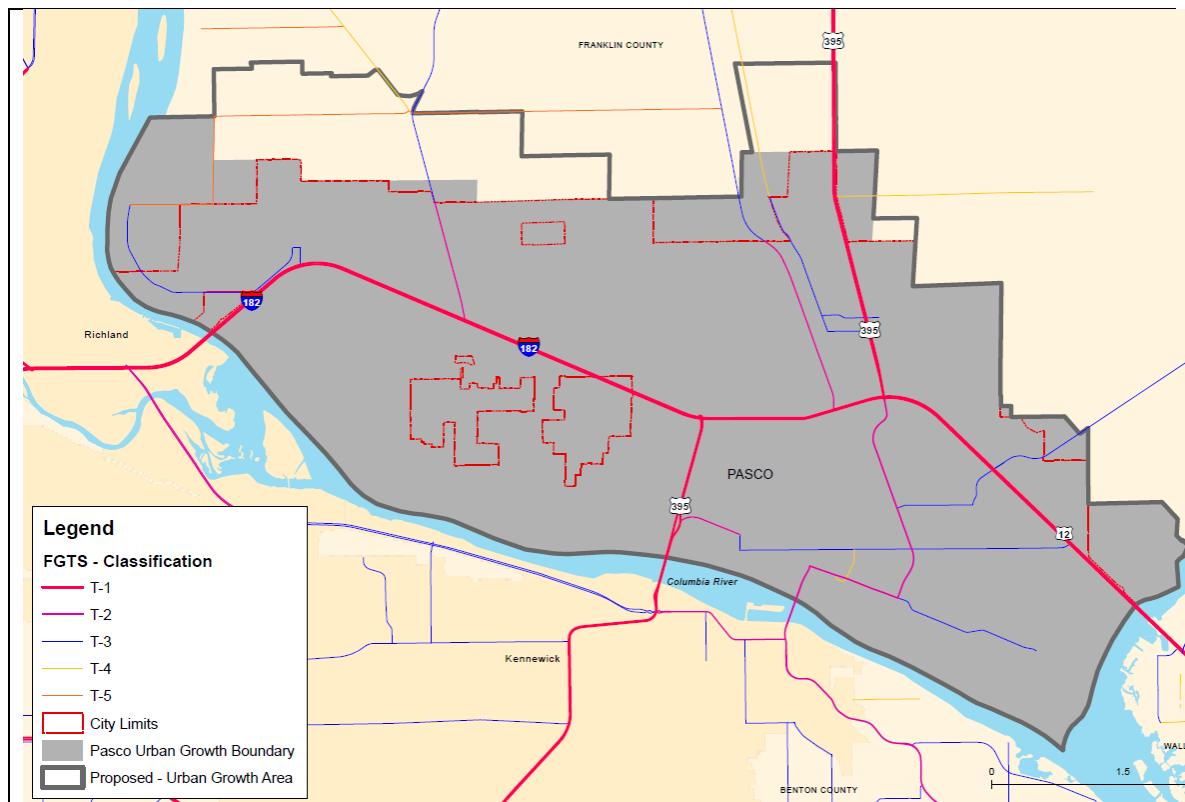 FRANKLIN COUNTY
395
182
Richland
395
182
PASCO
395
12
Columbia River
Kennewick
Legend
FGTS - Classification
T-1
T-2
T-3
T-4
T-5
City Limits
Pasco Urban Growth Boundary
Proposed - Urban Growth Area
0
1.5
WALL
BENTON COUNTY